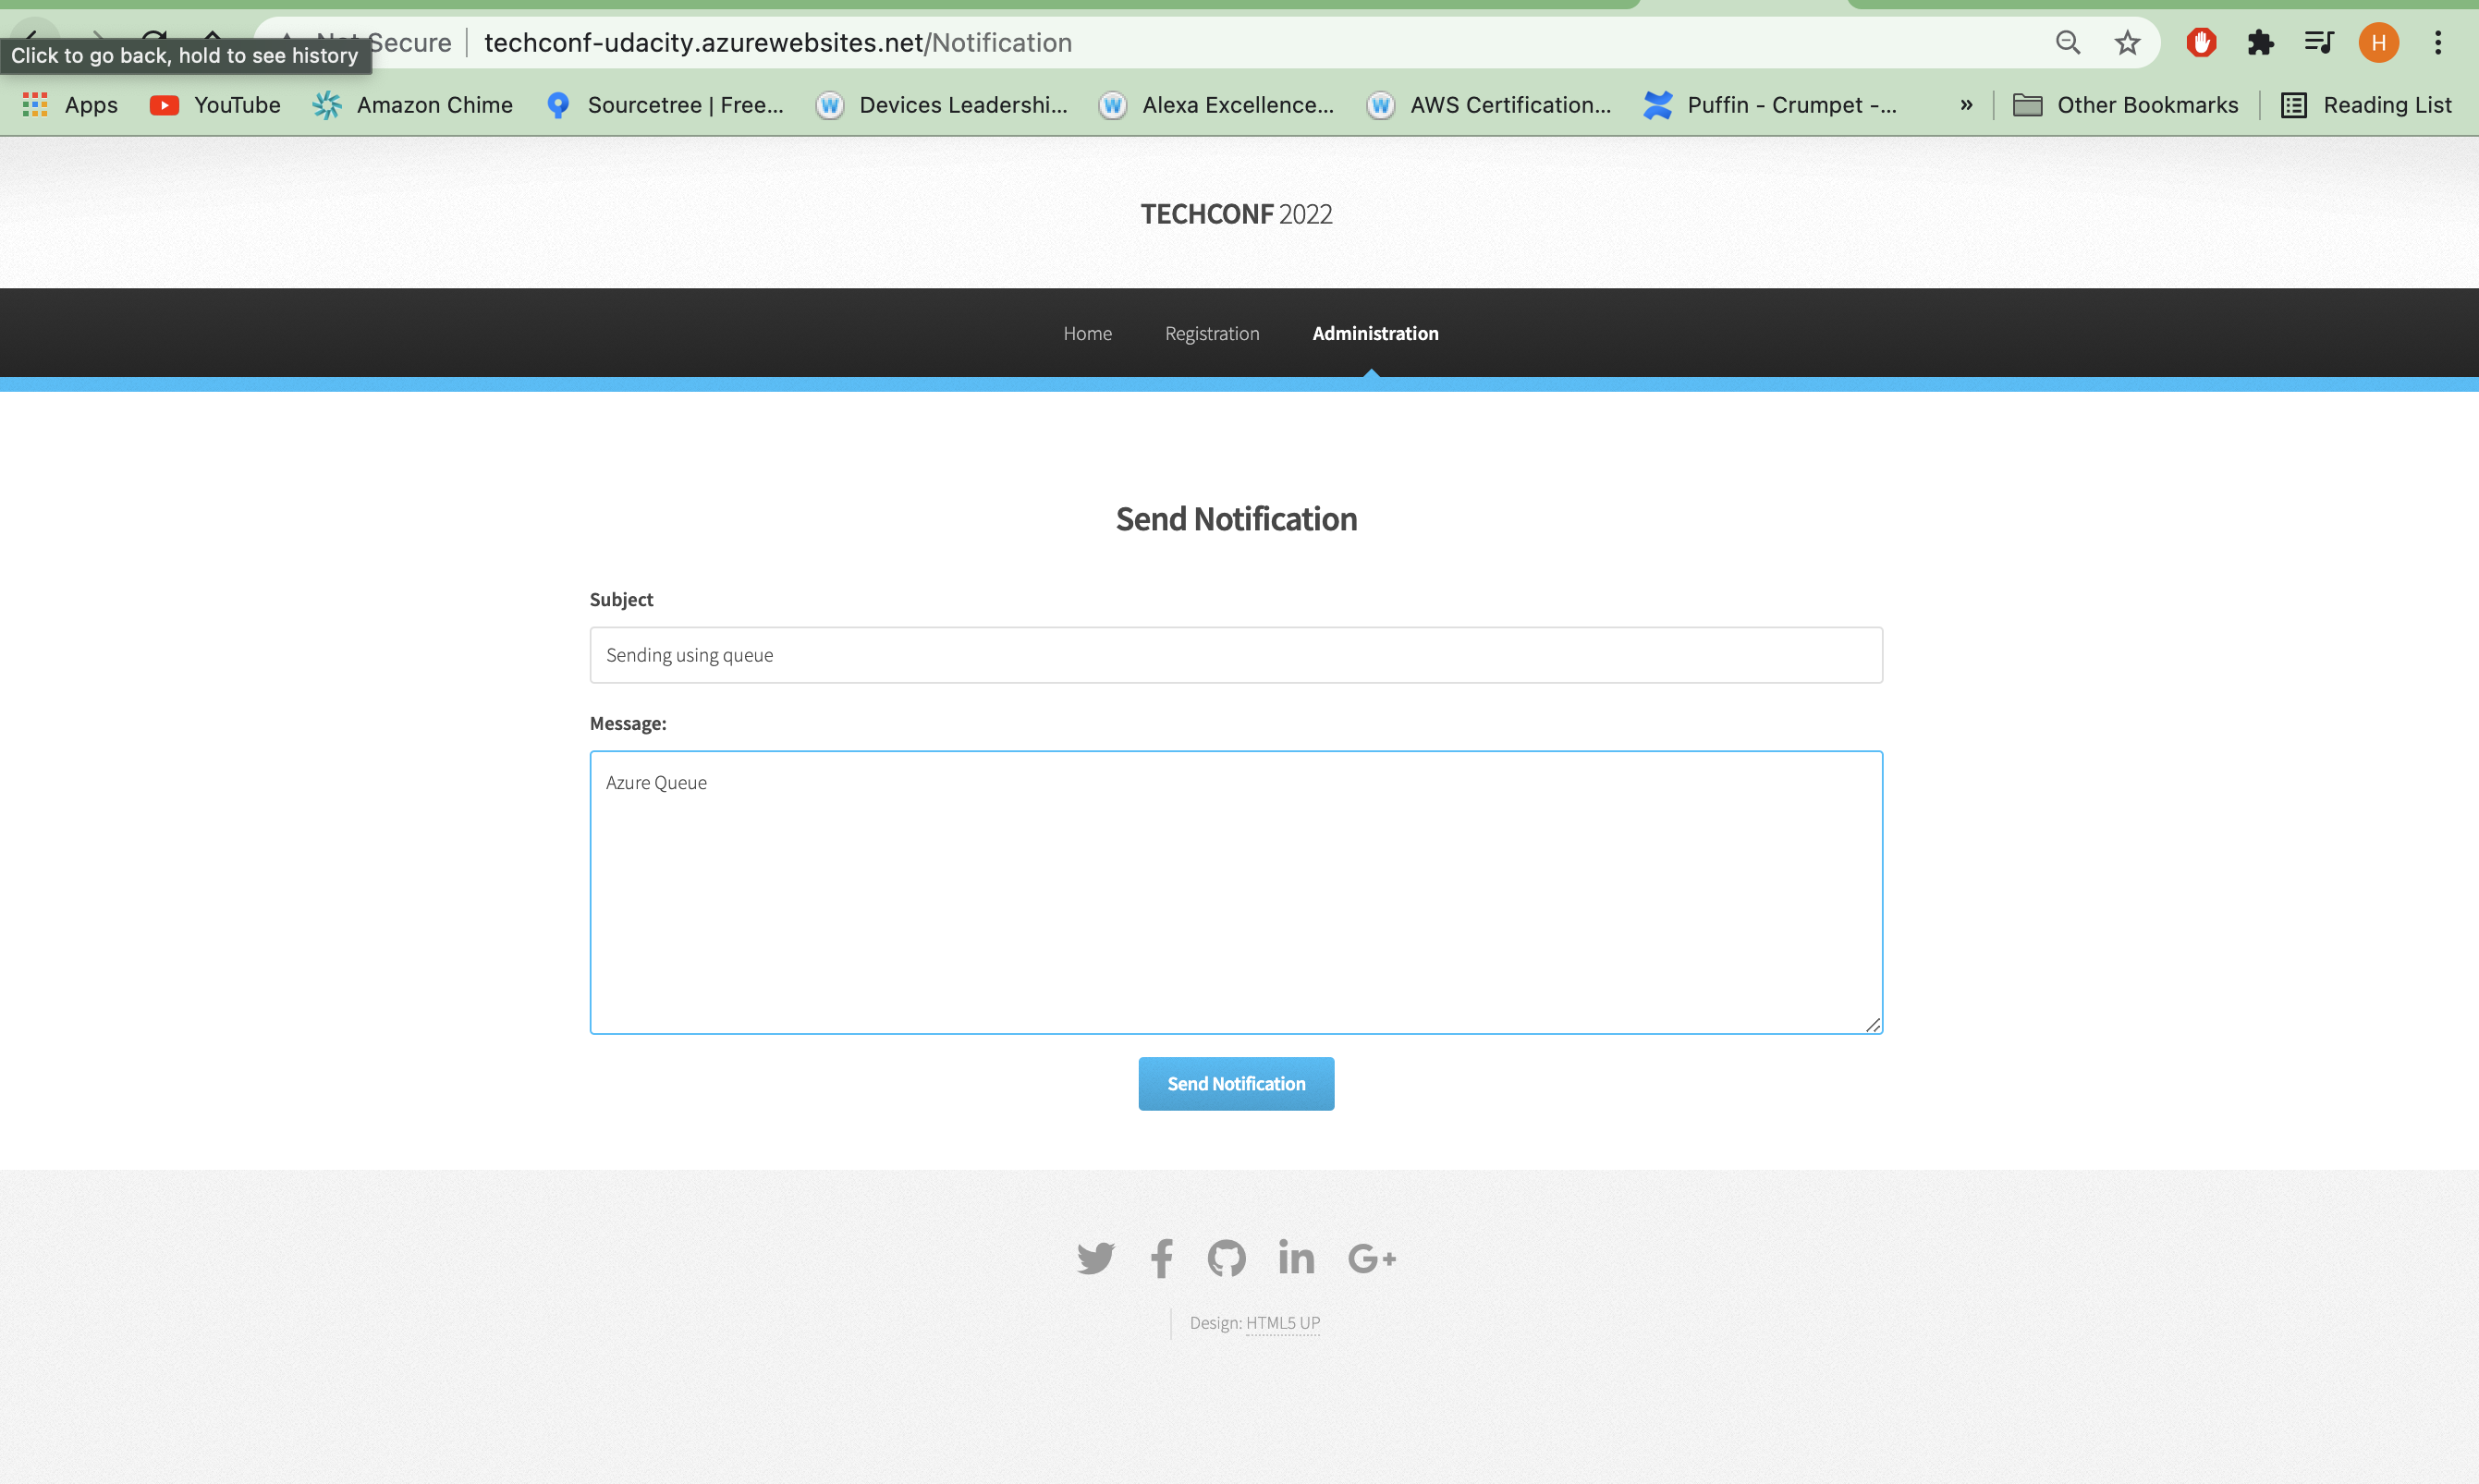 Not Secure techconf-udacity.azurewebsites.net/Notification H
Click to go back, hold to see history
Apps YouTube Amazon Chime Sourcetree | Free... Devices Leadershi... Alexa Excellence... AWS Certification... Puffin - Crumpet -... » Other Bookmarks Reading List
TECHCONF 2022
Home Registration Administration
Send Notification
Subject
Sending using queue
Message:
Azure Queue
Send Notification
Design: HTML5 UP